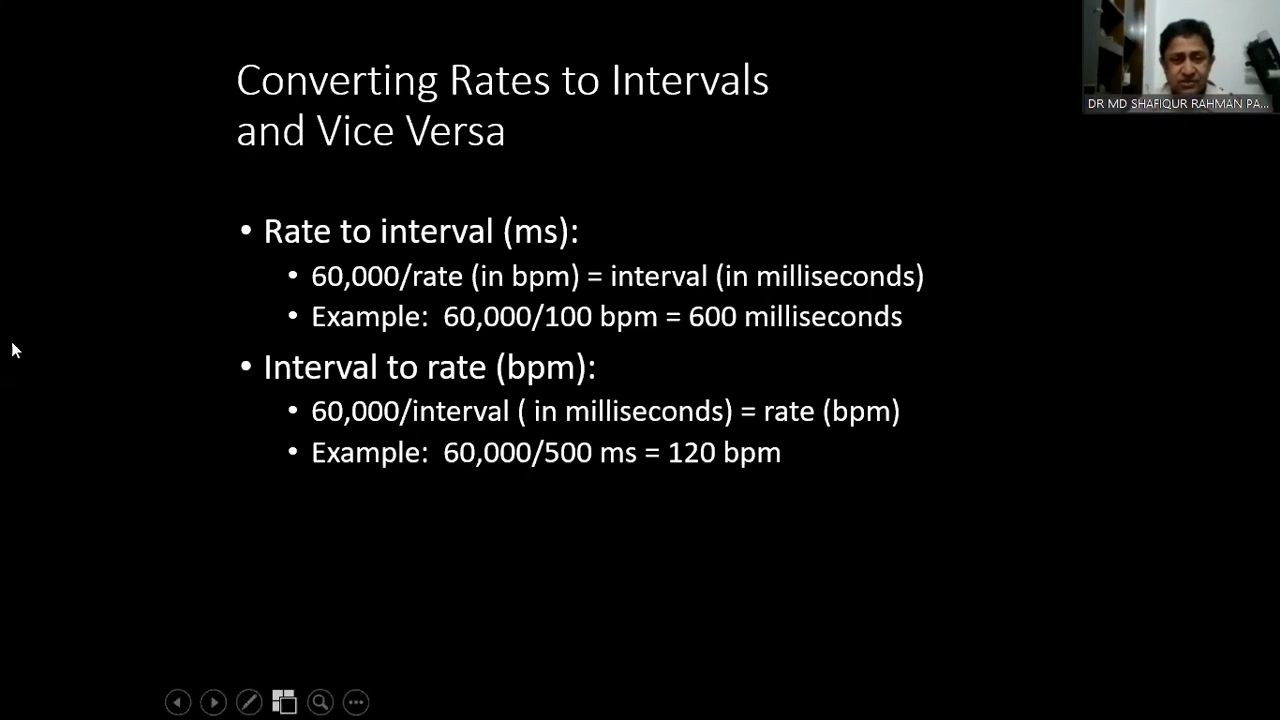 Converting Rates to Intervals
and Vice Versa
DR MD SHAFIQUR RAHMAN PA...
• Rate to interval (ms):
• 60,000/rate (in bpm) = interval (in milliseconds)
• Example:  60,000/100 bpm = 600 milliseconds
• Interval to rate (bpm):
• 60,000/interval ( in milliseconds) = rate (bpm)
• Example:  60,000/500 ms = 120 bpm